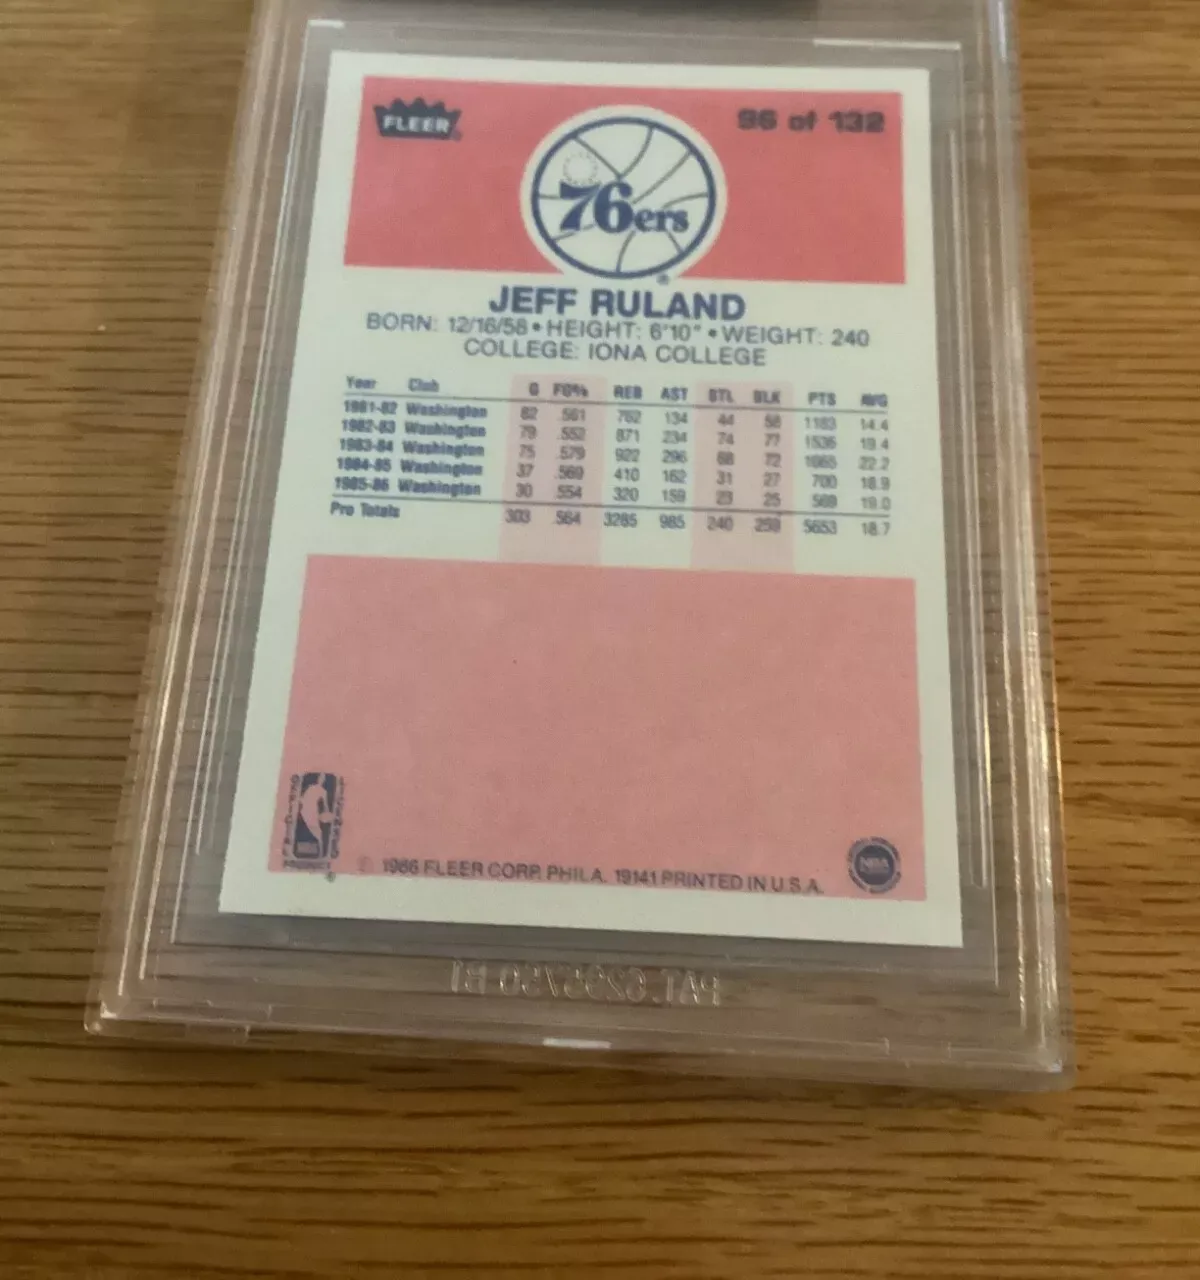 FLEER
96 of 132
76ers
JEFF RULAND
BORN: 12/16/58 • HEIGHT: 6'10" • WEIGHT: 240
COLLEGE: IONA COLLEGE
Year Club G FG% REB AST STL BLK PTS AVG
1981-82 Washington 82 .561 762 134 44 58 1183 14.4
1982-83 Washington 79 .552 871 234 74 77 1536 19.4
1983-84 Washington 75 .579 922 296 68 72 1665 22.2
1984-85 Washington 37 .569 410 162 31 27 700 18.9
1985-86 Washington 30 .554 320 159 23 25 569 19.0
Pro Totals 303 .564 3285 985 240 259 5653 18.7
PRODUCT
© 1986 FLEER CORP. PHILA. 19141 PRINTED IN U.S.A.
NBA